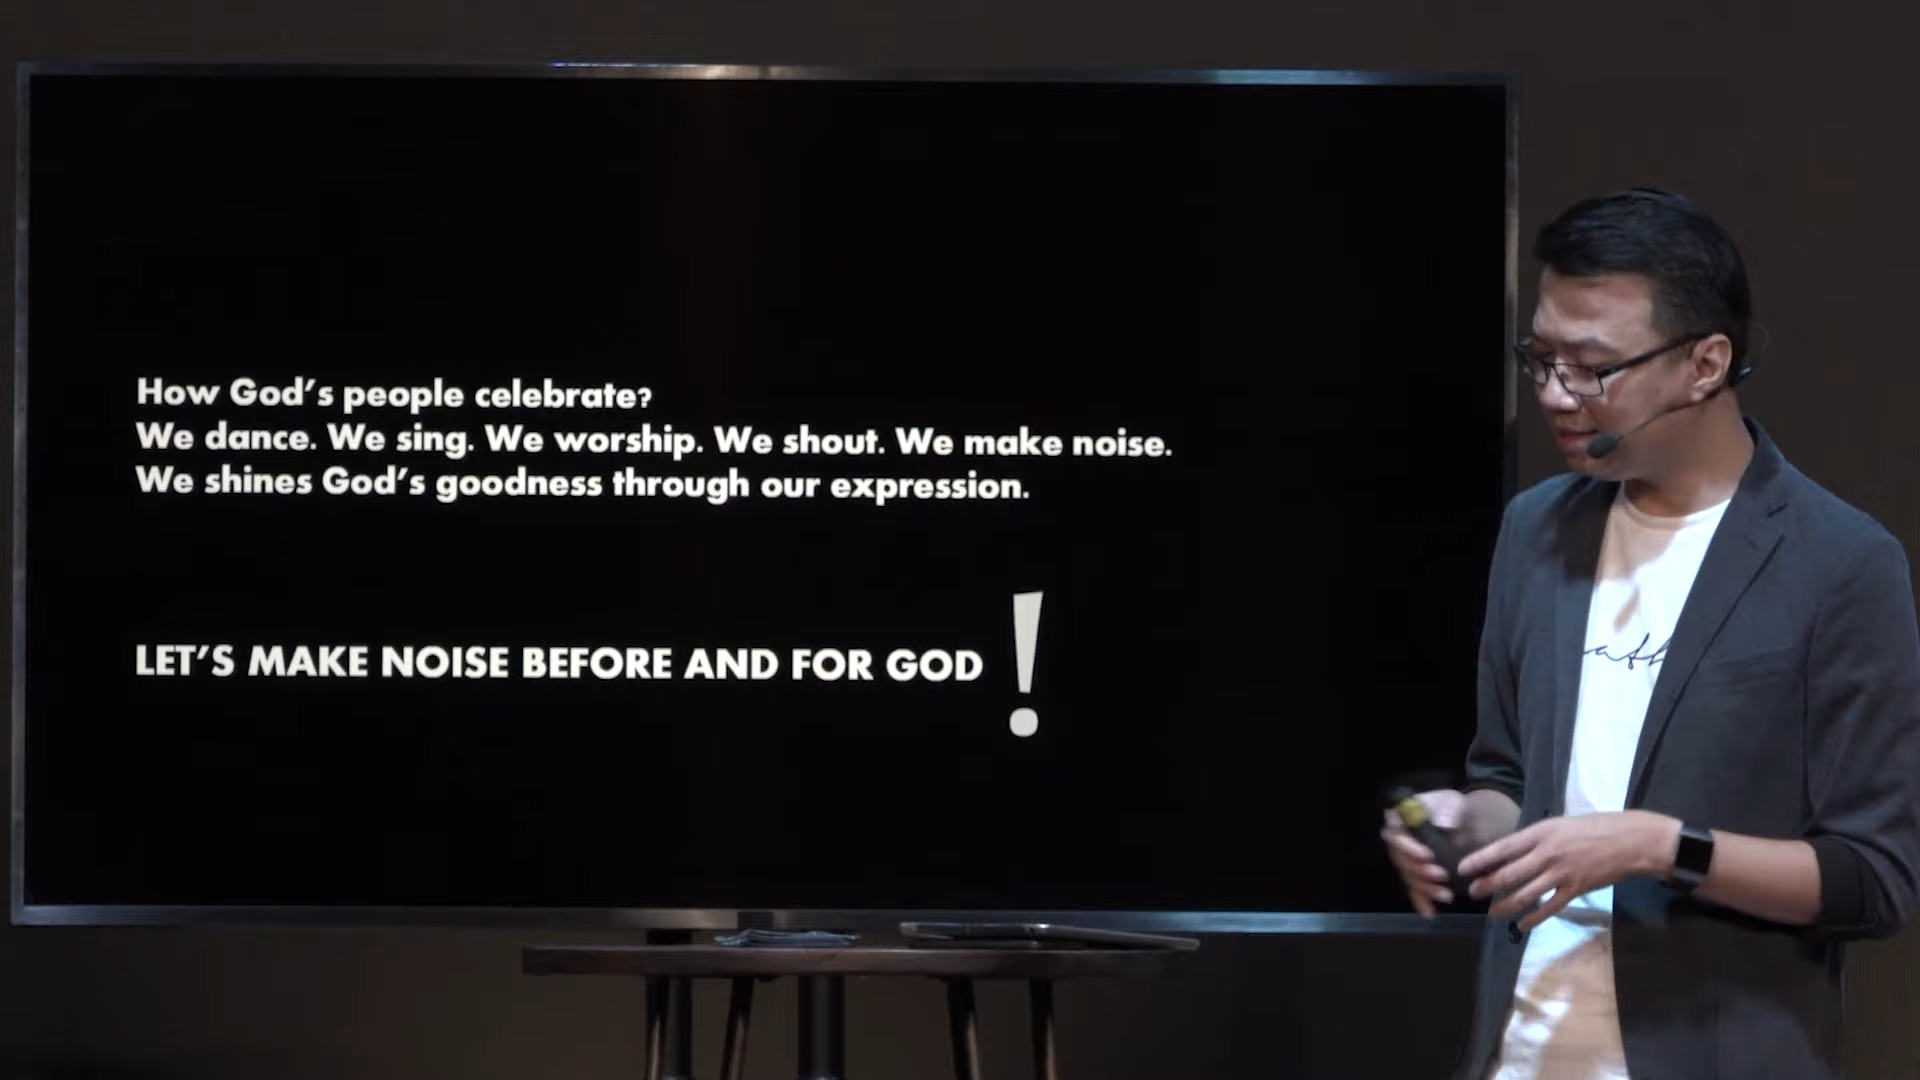 How God's people celebrate?
We dance. We sing. We worship. We shout. We make noise.
We shines God's goodness through our expression.
LET'S MAKE NOISE BEFORE AND FOR GOD!